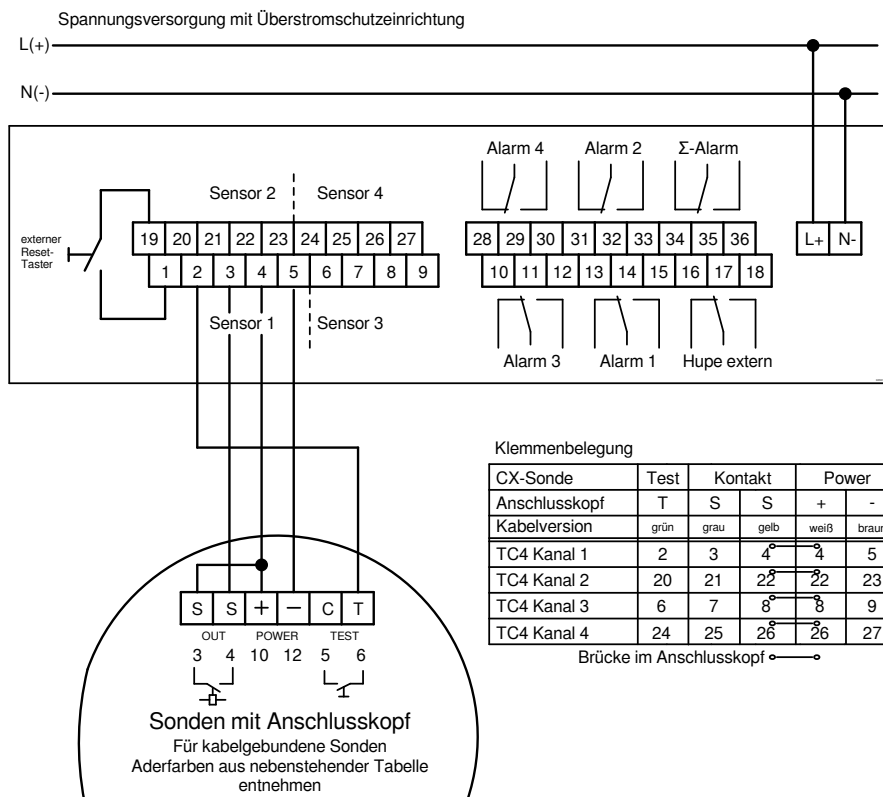 Spannungsversorgung mit Überstromschutzeinrichtung
L(+)
N(-)
Alarm 4 Alarm 2 Σ-Alarm
Sensor 2 Sensor 4
externer
Reset-
Taster
19 20 21 22 23 24 25 26 27 28 29 30 31 32 33 34 35 36 L+ N-
1 2 3 4 5 6 7 8 9 10 11 12 13 14 15 16 17 18
Sensor 1 Sensor 3
Alarm 3 Alarm 1 Hupe extern
Klemmenbelegung
CX-Sonde Test Kontakt Power
Anschlusskopf T S S + -
Kabelversion grün grau gelb weiß braun
TC4 Kanal 1 2 3 4 4 5
TC4 Kanal 2 20 21 22 22 23
TC4 Kanal 3 6 7 8 8 9
TC4 Kanal 4 24 25 26 26 27
Brücke im Anschlusskopf
S S + − C T
OUT POWER TEST
3 4 10 12 5 6
Sonden mit Anschlusskopf
Für kabelgebundene Sonden
Aderfarben aus nebenstehender Tabelle
entnehmen